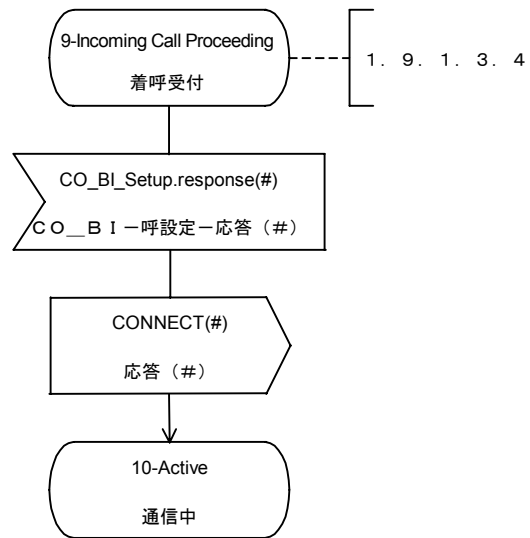 9-Incoming Call Proceeding
着呼受付
１．９．１．３．４
CO_BI_Setup.response(#)
ＣＯ＿ＢＩ－呼設定－応答（＃）
CONNECT(#)
応答（＃）
10-Active
通信中